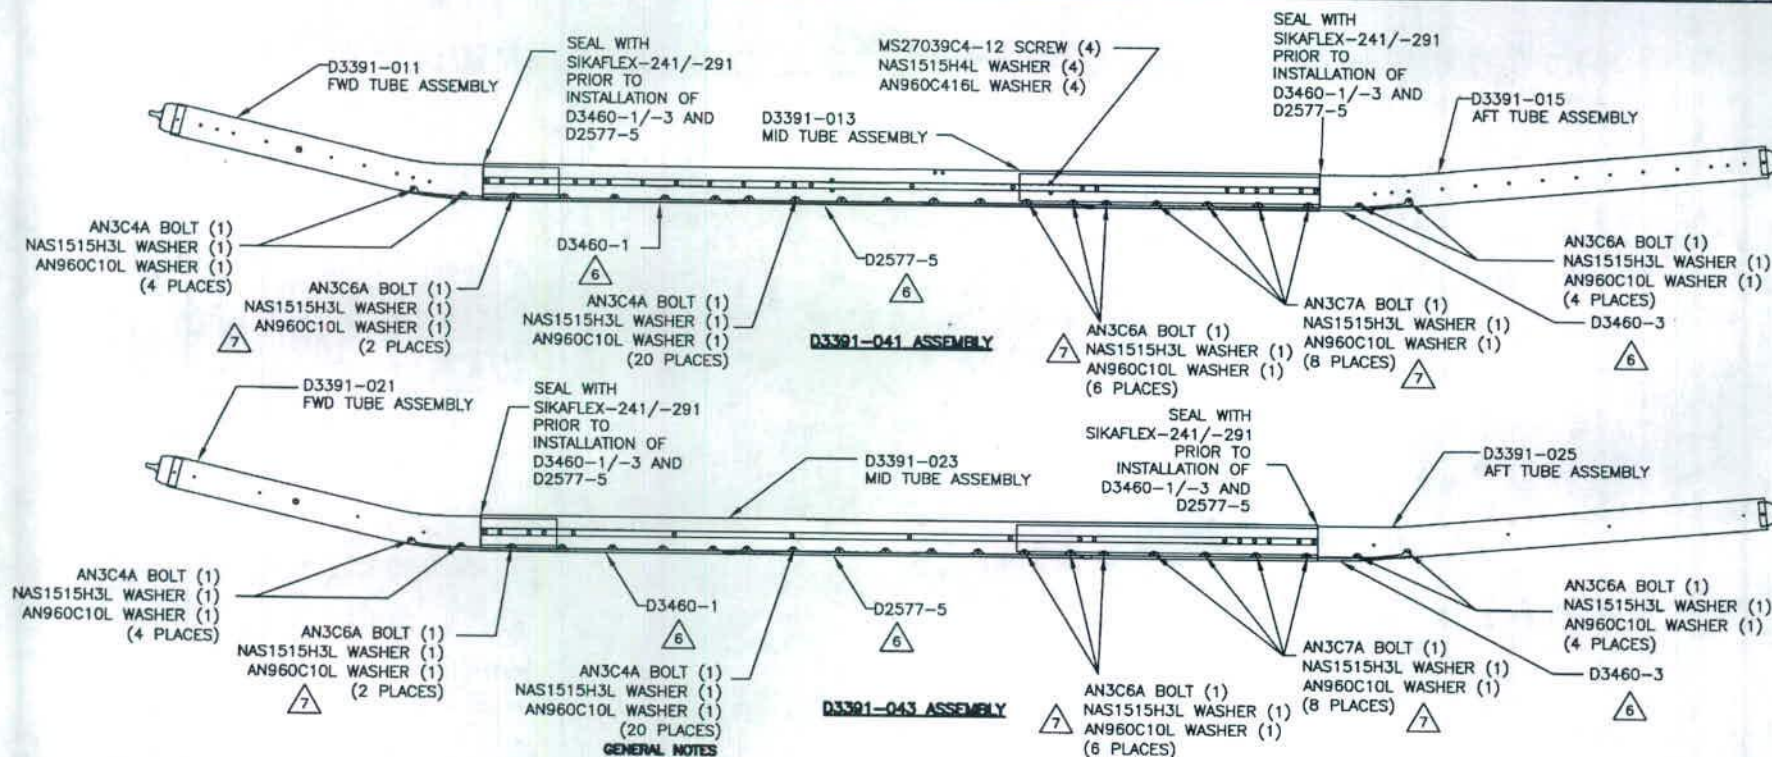 SEAL WITH
SIKAFLEX-241/-291
PRIOR TO
INSTALLATION OF
D3460-1/-3 AND
D2577-5
D3391-011
FWD TUBE ASSEMBLY
MS27039C4-12 SCREW (4)
NAS1515H4L WASHER (4)
AN960C416L WASHER (4)
D3391-013
MID TUBE ASSEMBLY
SEAL WITH
SIKAFLEX-241/-291
PRIOR TO
INSTALLATION OF
D3460-1/-3 AND
D2577-5
D3391-015
AFT TUBE ASSEMBLY
AN3C4A BOLT (1)
NAS1515H3L WASHER (1)
AN960C10L WASHER (1)
(4 PLACES)
AN3C6A BOLT (1)
NAS1515H3L WASHER (1)
AN960C10L WASHER (1)
(2 PLACES)
7
D3460-1
6
AN3C4A BOLT (1)
NAS1515H3L WASHER (1)
AN960C10L WASHER (1)
(20 PLACES)
D2577-5
6
D3391-041 ASSEMBLY
7
AN3C6A BOLT (1)
NAS1515H3L WASHER (1)
AN960C10L WASHER (1)
(6 PLACES)
AN3C7A BOLT (1)
NAS1515H3L WASHER (1)
AN960C10L WASHER (1)
(8 PLACES)
7
AN3C6A BOLT (1)
NAS1515H3L WASHER (1)
AN960C10L WASHER (1)
(4 PLACES)
D3460-3
6
D3391-021
FWD TUBE ASSEMBLY
SEAL WITH
SIKAFLEX-241/-291
PRIOR TO
INSTALLATION OF
D3460-1/-3 AND
D2577-5
D3391-023
MID TUBE ASSEMBLY
SEAL WITH
SIKAFLEX-241/-291
PRIOR TO
INSTALLATION OF
D3460-1/-3 AND
D2577-5
D3391-025
AFT TUBE ASSEMBLY
AN3C4A BOLT (1)
NAS1515H3L WASHER (1)
AN960C10L WASHER (1)
(4 PLACES)
AN3C6A BOLT (1)
NAS1515H3L WASHER (1)
AN960C10L WASHER (1)
(2 PLACES)
7
D3460-1
6
AN3C4A BOLT (1)
NAS1515H3L WASHER (1)
AN960C10L WASHER (1)
(20 PLACES)
D2577-5
6
D3391-043 ASSEMBLY
7
AN3C6A BOLT (1)
NAS1515H3L WASHER (1)
AN960C10L WASHER (1)
(6 PLACES)
AN3C7A BOLT (1)
NAS1515H3L WASHER (1)
AN960C10L WASHER (1)
(8 PLACES)
7
AN3C6A BOLT (1)
NAS1515H3L WASHER (1)
AN960C10L WASHER (1)
(4 PLACES)
D3460-3
6
GENERAL NOTES